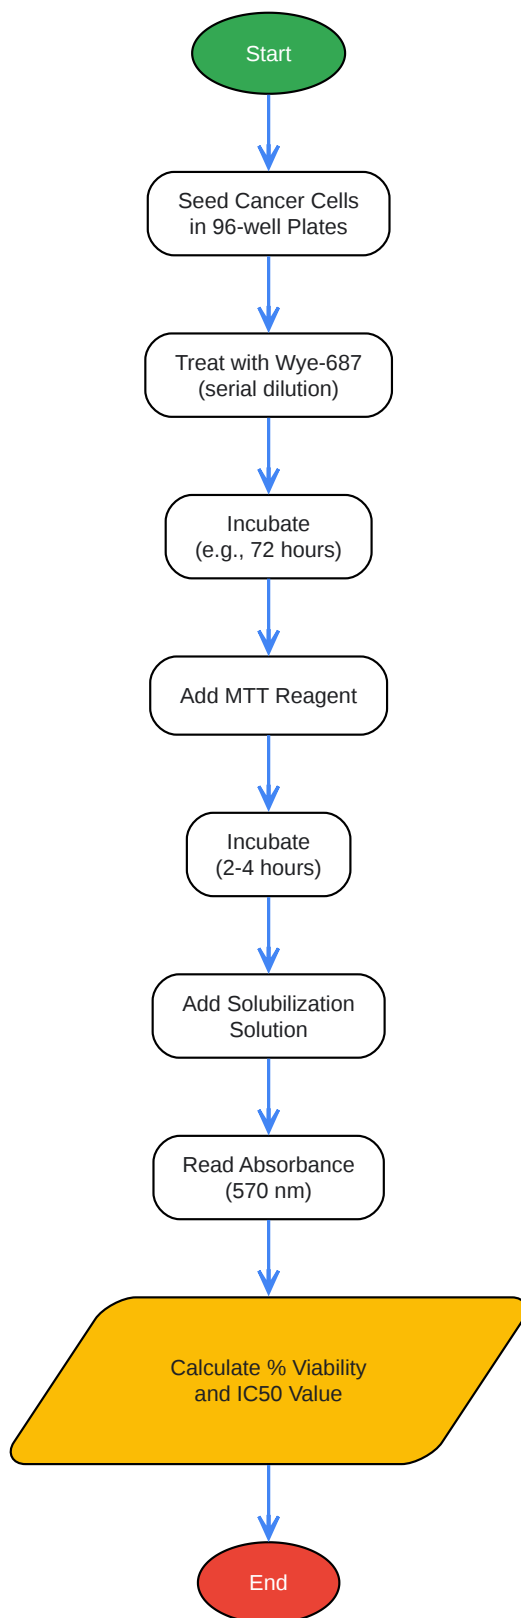 Start
Seed Cancer Cells
in 96-well Plates
Treat with Wye-687
(serial dilution)
Incubate
(e.g., 72 hours)
Add MTT Reagent
Incubate
(2-4 hours)
Add Solubilization
Solution
Read Absorbance
(570 nm)
Calculate % Viability
and IC50 Value
End